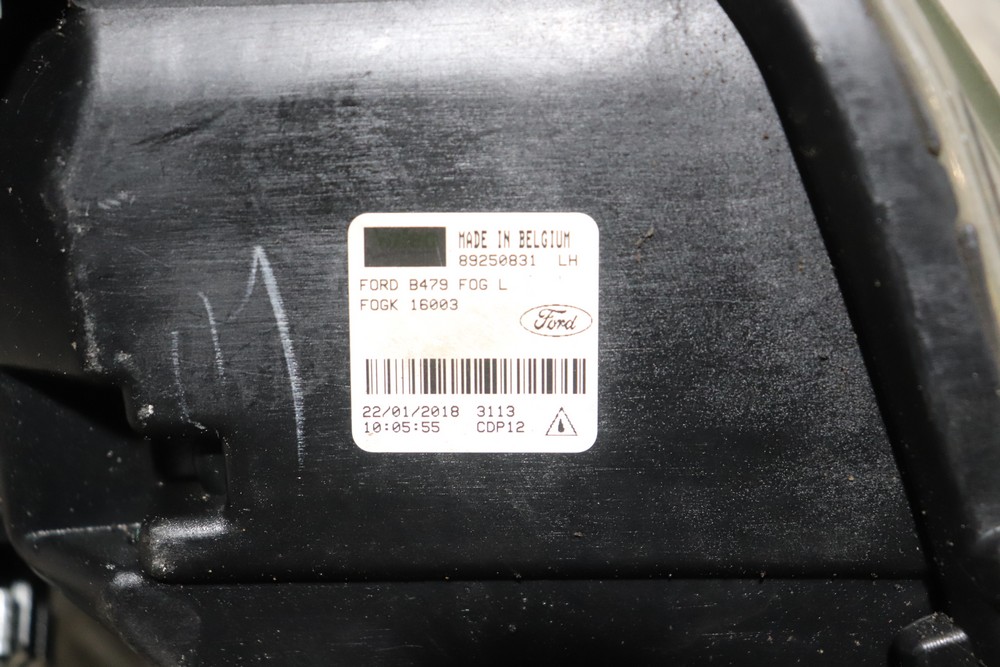 MADE IN BELGIUM
89250831 LH
FORD B479 FOG L
FOGK 16003
Ford
22/01/2018 3113
10:05:55 CDP12